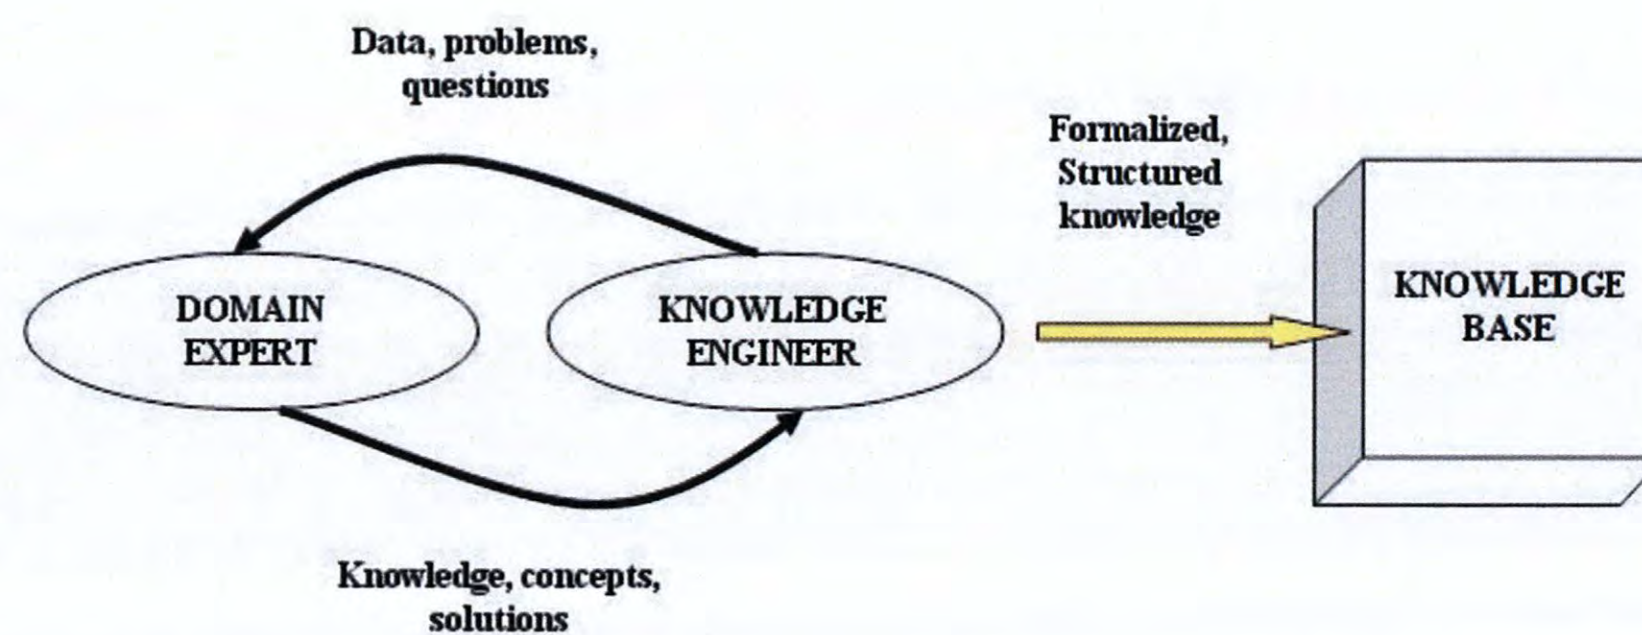 Data, problems,
questions
Formalized,
Structured
knowledge
DOMAIN
EXPERT
KNOWLEDGE
ENGINEER
KNOWLEDGE
BASE
Knowledge, concepts,
solutions